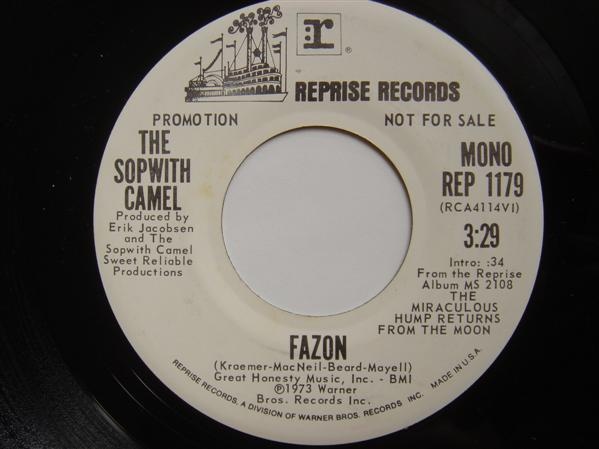 r ®
REPRISE RECORDS
PROMOTION
NOT FOR SALE
THE
SOPWITH
CAMEL
Produced by
Erik Jacobsen
and The
Sopwith Camel
Sweet Reliable
Productions
MONO
REP 1179
(RCA4114V1)
3:29
Intro: :34
From the Reprise
Album MS 2108
THE
MIRACULOUS
HUMP RETURNS
FROM THE MOON
FAZON
(Kraemer-MacNeil-Beard-Mayell)
Great Honesty Music, Inc. - BMI
℗1973 Warner
Bros. Records Inc.
REPRISE RECORDS, A DIVISION OF WARNER BROS. RECORDS INC. MADE IN U.S.A.